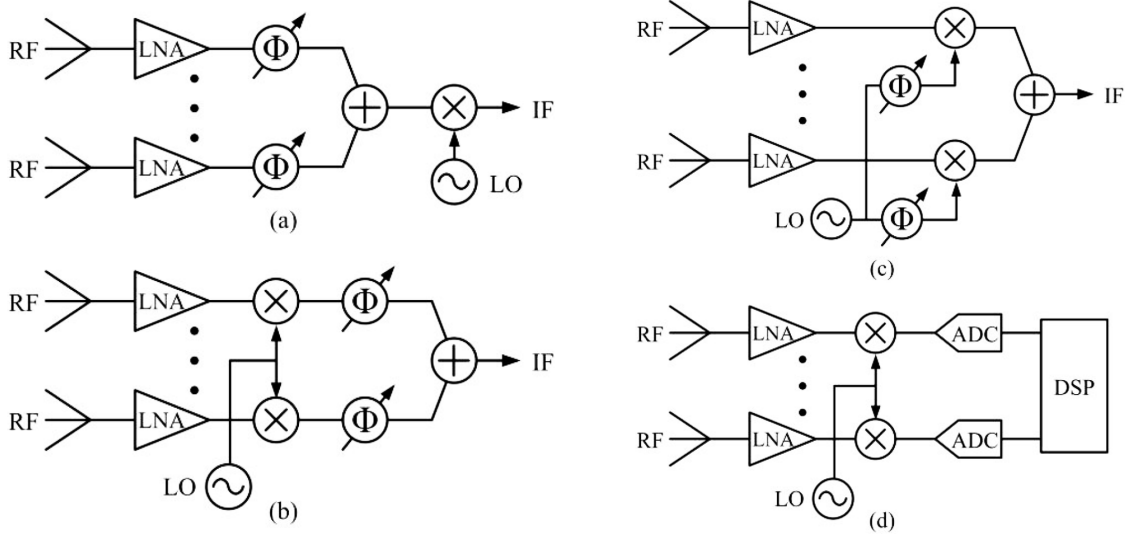 RF LNA Φ
IF
LO
RF LNA Φ
(a)
RF LNA Φ
IF
RF LNA Φ
LO
(b)
RF LNA
Φ
IF
RF LNA
LO Φ
(c)
RF LNA ADC
DSP
RF LNA ADC
LO
(d)